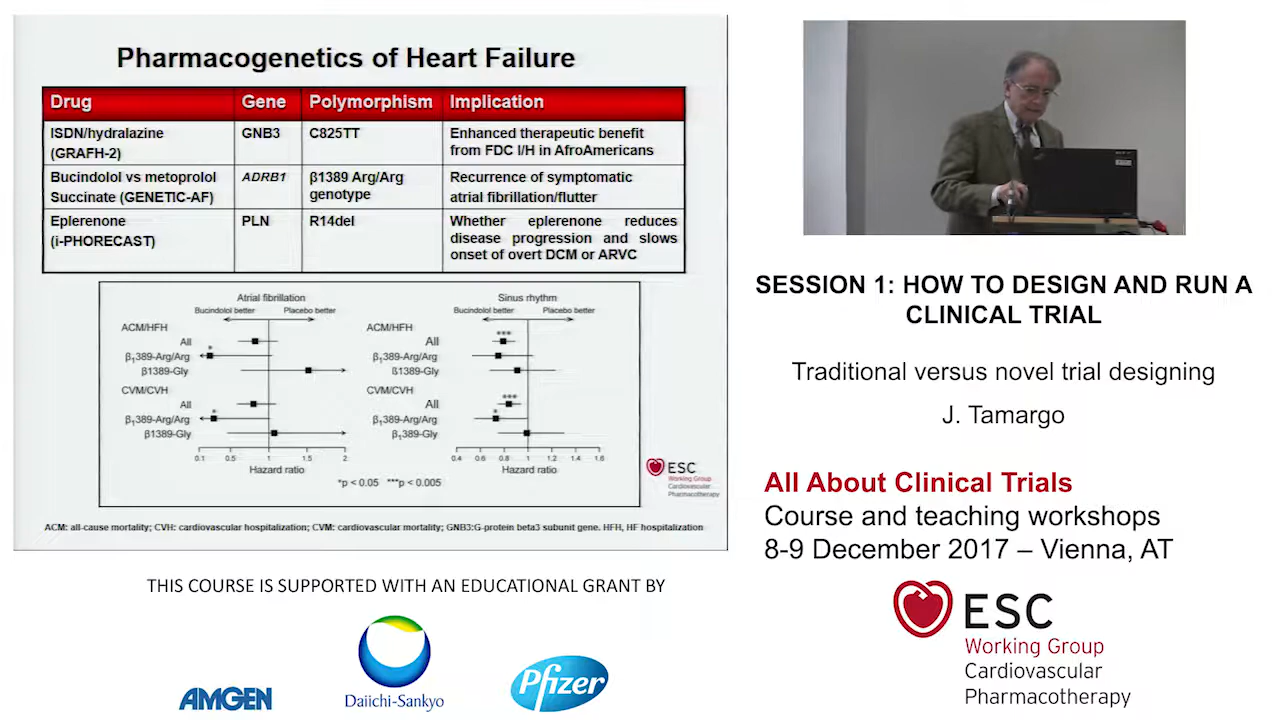 Pharmacogenetics of Heart Failure
Drug Gene Polymorphism Implication
ISDN/hydralazine (GRAFH-2) GNB3 C825TT Enhanced therapeutic benefit from FDC I/H in AfroAmericans
Bucindolol vs metoprolol Succinate (GENETIC-AF) ADRB1 β1389 Arg/Arg genotype Recurrence of symptomatic atrial fibrillation/flutter
Eplerenone (i-PHORECAST) PLN R14del Whether eplerenone reduces disease progression and slows onset of overt DCM or ARVC
Atrial fibrillation
Bucindolol better Placebo better
ACM/HFH
All
*
β₁389-Arg/Arg
β1389-Gly
CVM/CVH
All
*
β₁389-Arg/Arg
β1389-Gly
0.1 0.5 1 1.5 2
Hazard ratio
Sinus rhythm
Bucindolol better Placebo better
ACM/HFH
***
All
β₁389-Arg/Arg
ß1389-Gly
CVM/CVH
***
All
*
β₁389-Arg/Arg
β₁389-Gly
0.4 0.6 0.8 1 1.2 1.4 1.6
Hazard ratio
*p < 0.05 ***p < 0.005
ESC
Working Group
Cardiovascular
Pharmacotherapy
ACM: all-cause mortality; CVH: cardiovascular hospitalization; CVM: cardiovascular mortality; GNB3:G-protein beta3 subunit gene. HFH, HF hospitalization
SESSION 1: HOW TO DESIGN AND RUN A
CLINICAL TRIAL
Traditional versus novel trial designing
J. Tamargo
All About Clinical Trials
Course and teaching workshops
8-9 December 2017 – Vienna, AT
THIS COURSE IS SUPPORTED WITH AN EDUCATIONAL GRANT BY
AMGEN
Daiichi-Sankyo
Pfizer
ESC
Working Group
Cardiovascular
Pharmacotherapy